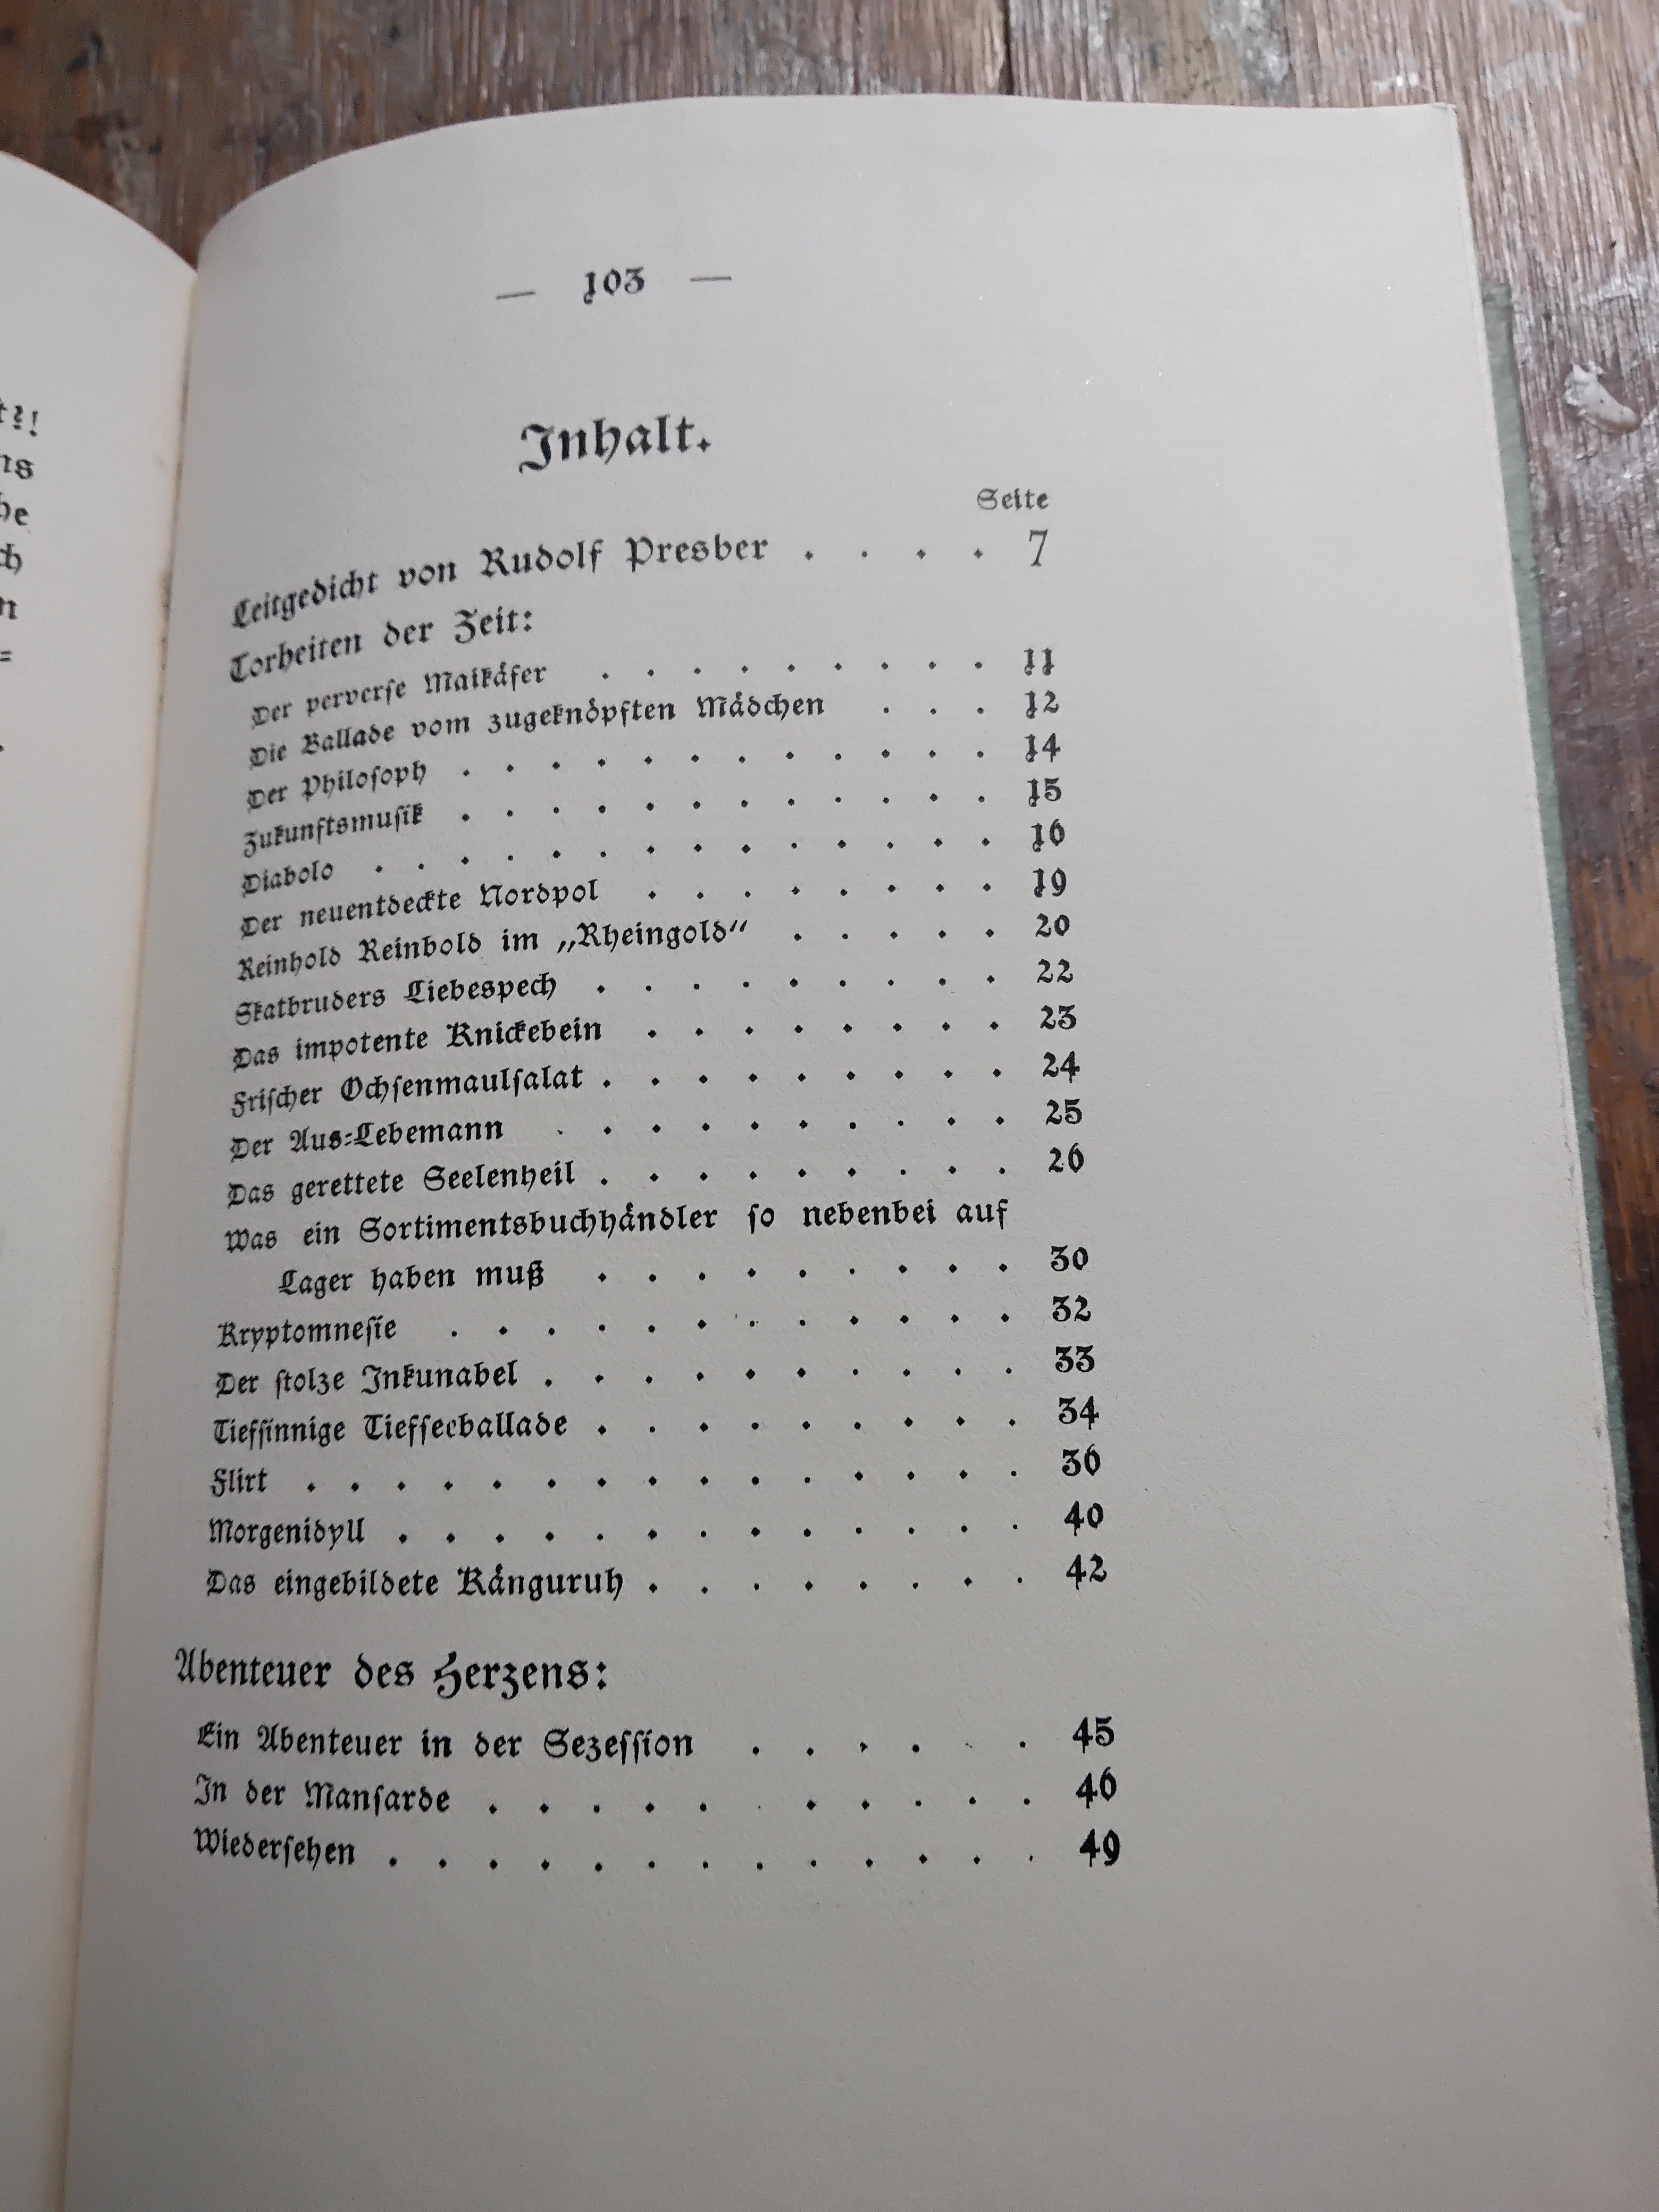 t?!
ns
he
ch
n
=
.
— 103 —
Inhalt.
Seite
Leitgedicht von Rudolf Presber . . . . 7
Torheiten der Zeit:
Der perverſe Maikäfer . . . . . . . . . 11
Die Ballade vom zugeknöpften Mädchen . . . 12
Der Philoſoph . . . . . . . . . . . . 14
Zukunftsmuſik . . . . . . . . . . . . 15
Diabolo . . . . . . . . . . . . . . 16
Der neuentdeckte Nordpol . . . . . . . . 19
Reinhold Reinbold im „Rheingold“ . . . . . 20
Skatbruders Liebespech . . . . . . . . . 22
Das impotente Knickebein . . . . . . . . 23
Friſcher Ochſenmaulſalat . . . . . . . . . 24
Der Aus=Lebemann . . . . . . . . . . 25
Das gerettete Seelenheil . . . . . . . . . 26
Was ein Sortimentsbuchhändler ſo nebenbei auf
Lager haben muß . . . . . . . . . 30
Kryptomneſie . . . . . . . . . . . . 32
Der ſtolze Inkunabel . . . . . . . . . . 33
Tiefſinnige Tiefſeeballade . . . . . . . . . 34
Flirt . . . . . . . . . . . . . . . 36
Morgenidyll . . . . . . . . . . . . . 40
Das eingebildete Känguruh . . . . . . . . 42
Abenteuer des Herzens:
Ein Abenteuer in der Sezeſſion . . . . . . 45
In der Manſarde . . . . . . . . . . . 46
Wiederſehen . . . . . . . . . . . . . 49